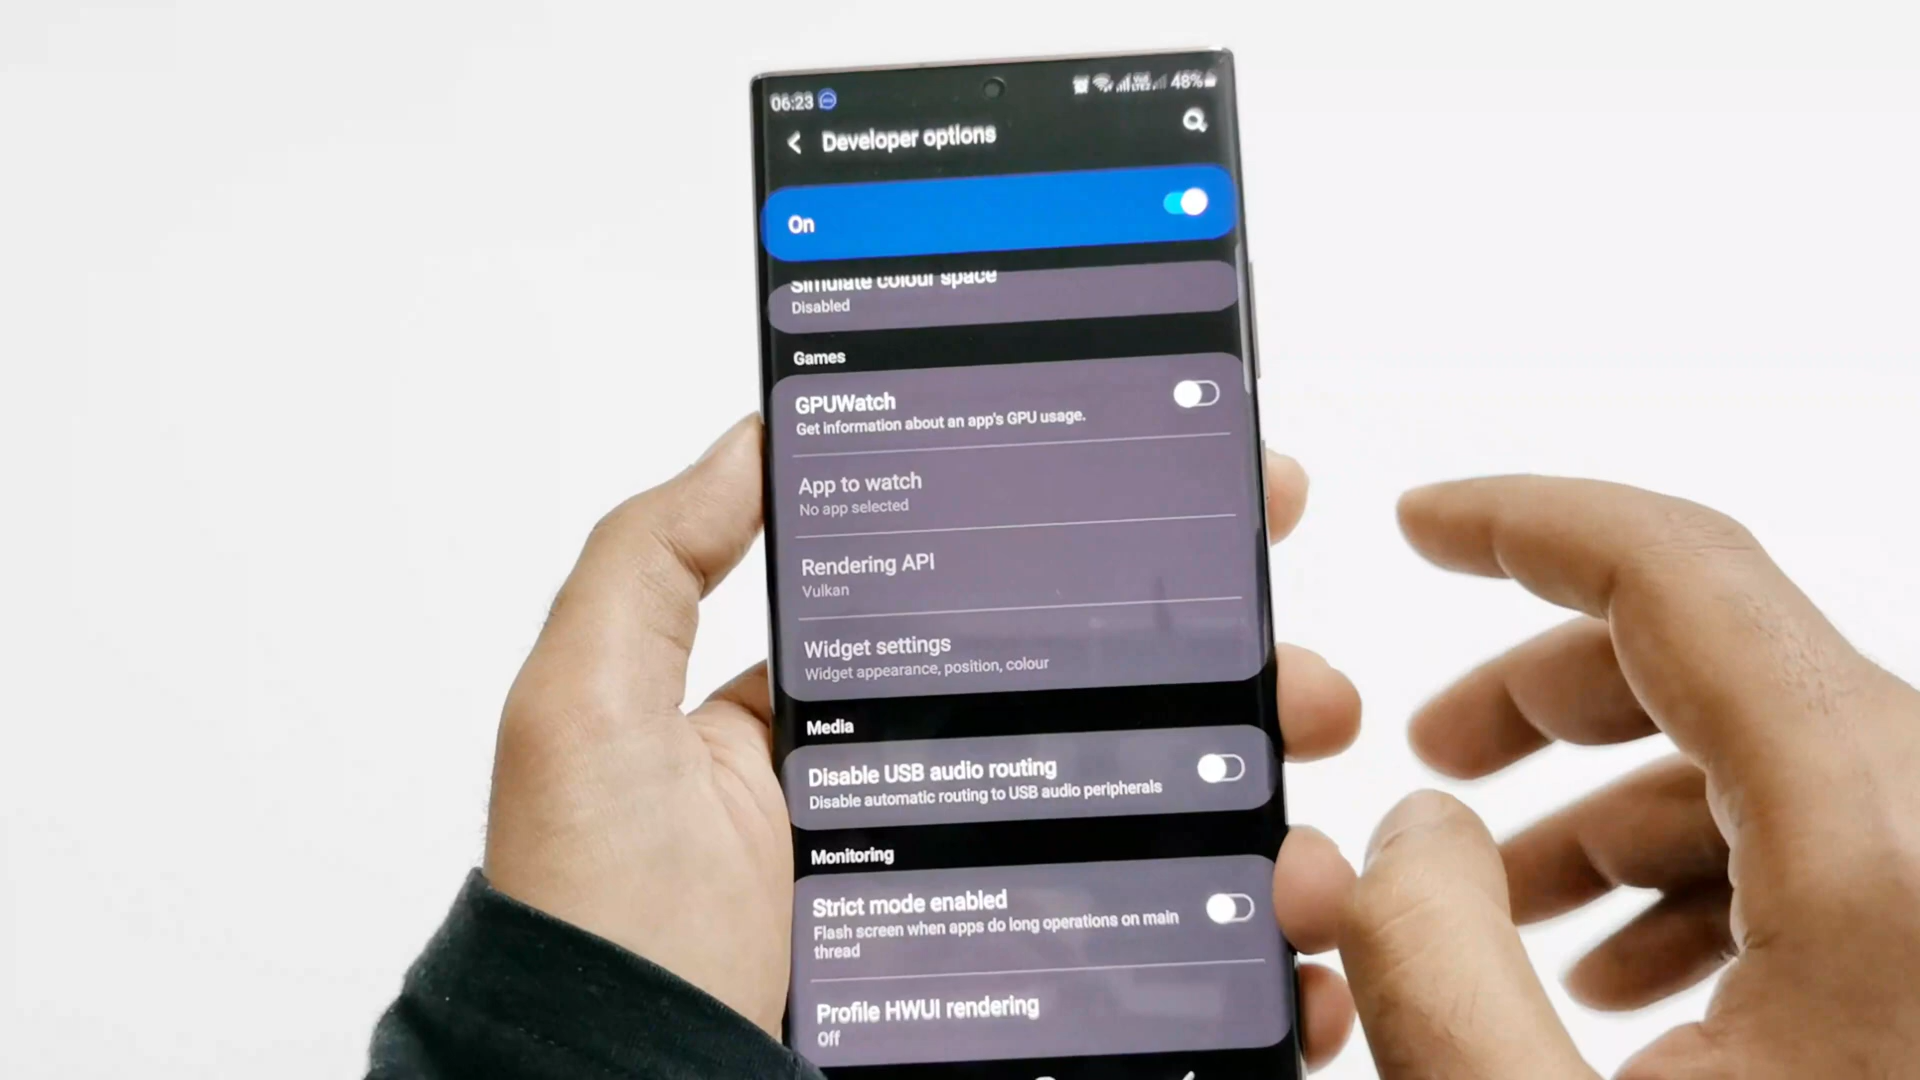 06:23
48%
Developer options
On
Simulate colour space
Disabled
Games
GPUWatch
Get information about an app's GPU usage.
App to watch
No app selected
Rendering API
Vulkan
Widget settings
Widget appearance, position, colour
Media
Disable USB audio routing
Disable automatic routing to USB audio peripherals
Monitoring
Strict mode enabled
Flash screen when apps do long operations on main
thread
Profile HWUI rendering
Off